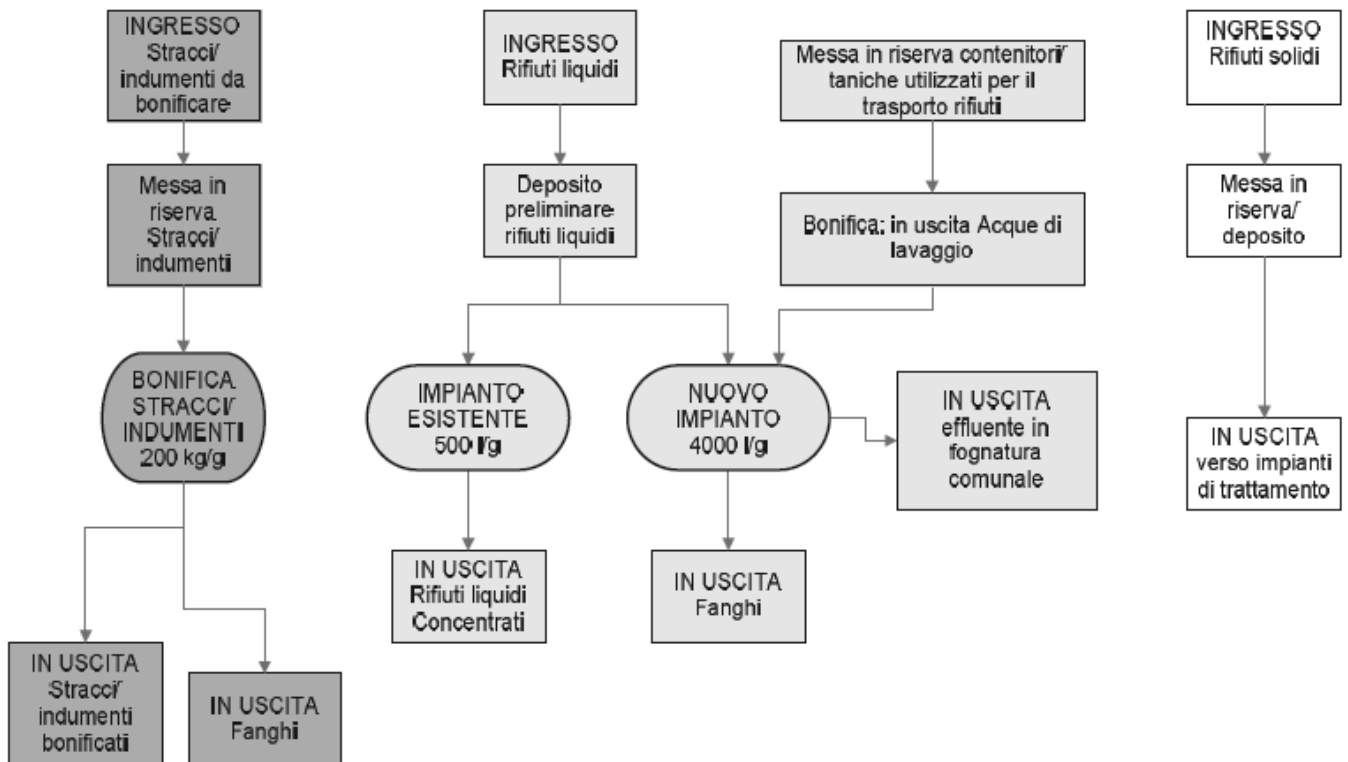 INGRESSO
Stracci/
indumenti da
bonificare
Messa in
riserva
Stracci/
indumenti
BONIFICA
STRACCI/
INDUMENTI
200 kg/g
IN USCITA
Stracci/
indumenti
bonificati
IN USCITA
Fanghi
INGRESSO
Rifiuti liquidi
Deposito
preliminare
rifiuti liquidi
IMPIANTO
ESISTENTE
500 l/g
IN USCITA
Rifiuti liquidi
Concentrati
Messa in riserva contenitori/
taniche utilizzati per il
trasporto rifiuti
Bonifica: in uscita Acque di
lavaggio
NUOVO
IMPIANTO
4000 l/g
IN USCITA
Fanghi
IN USCITA
effluente in
fognatura
comunale
INGRESSO
Rifiuti solidi
Messa in
riserva/
deposito
IN USCITA
verso impianti
di trattamento